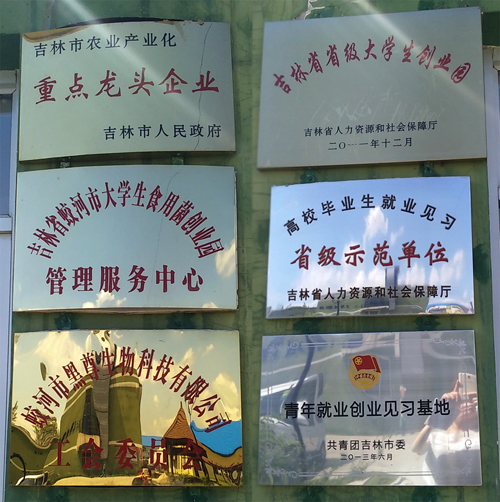 吉林市农业产业化
重点龙头企业
吉林市人民政府
吉林省省级大学生创业园
吉林省人力资源和社会保障厅
二〇一一年十二月
吉林省蛟河市大学生食用菌创业园
管理服务中心
高校毕业生就业见习
省级示范单位
吉林省人力资源和社会保障厅
蛟河市黑尊生物科技有限公司
工会委员会
青年就业创业见习基地
共青团吉林市委
二〇一三年六月